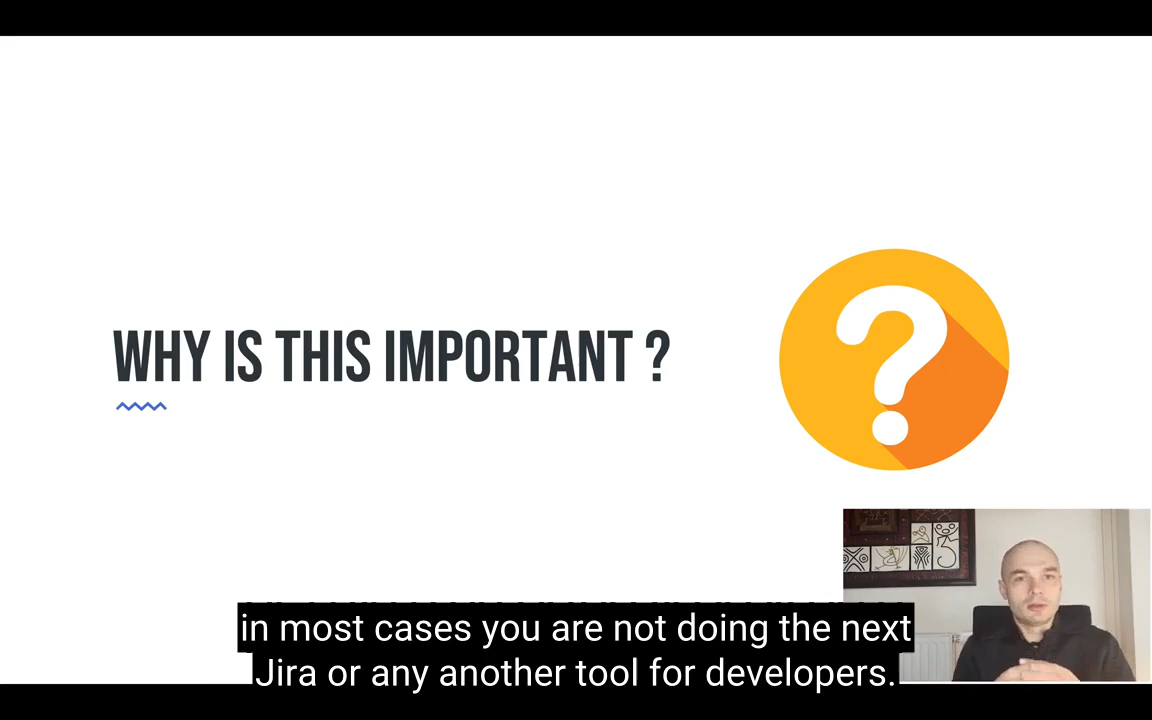 WHY IS THIS IMPORTANT ?
in most cases you are not doing the next
Jira or any another tool for developers.